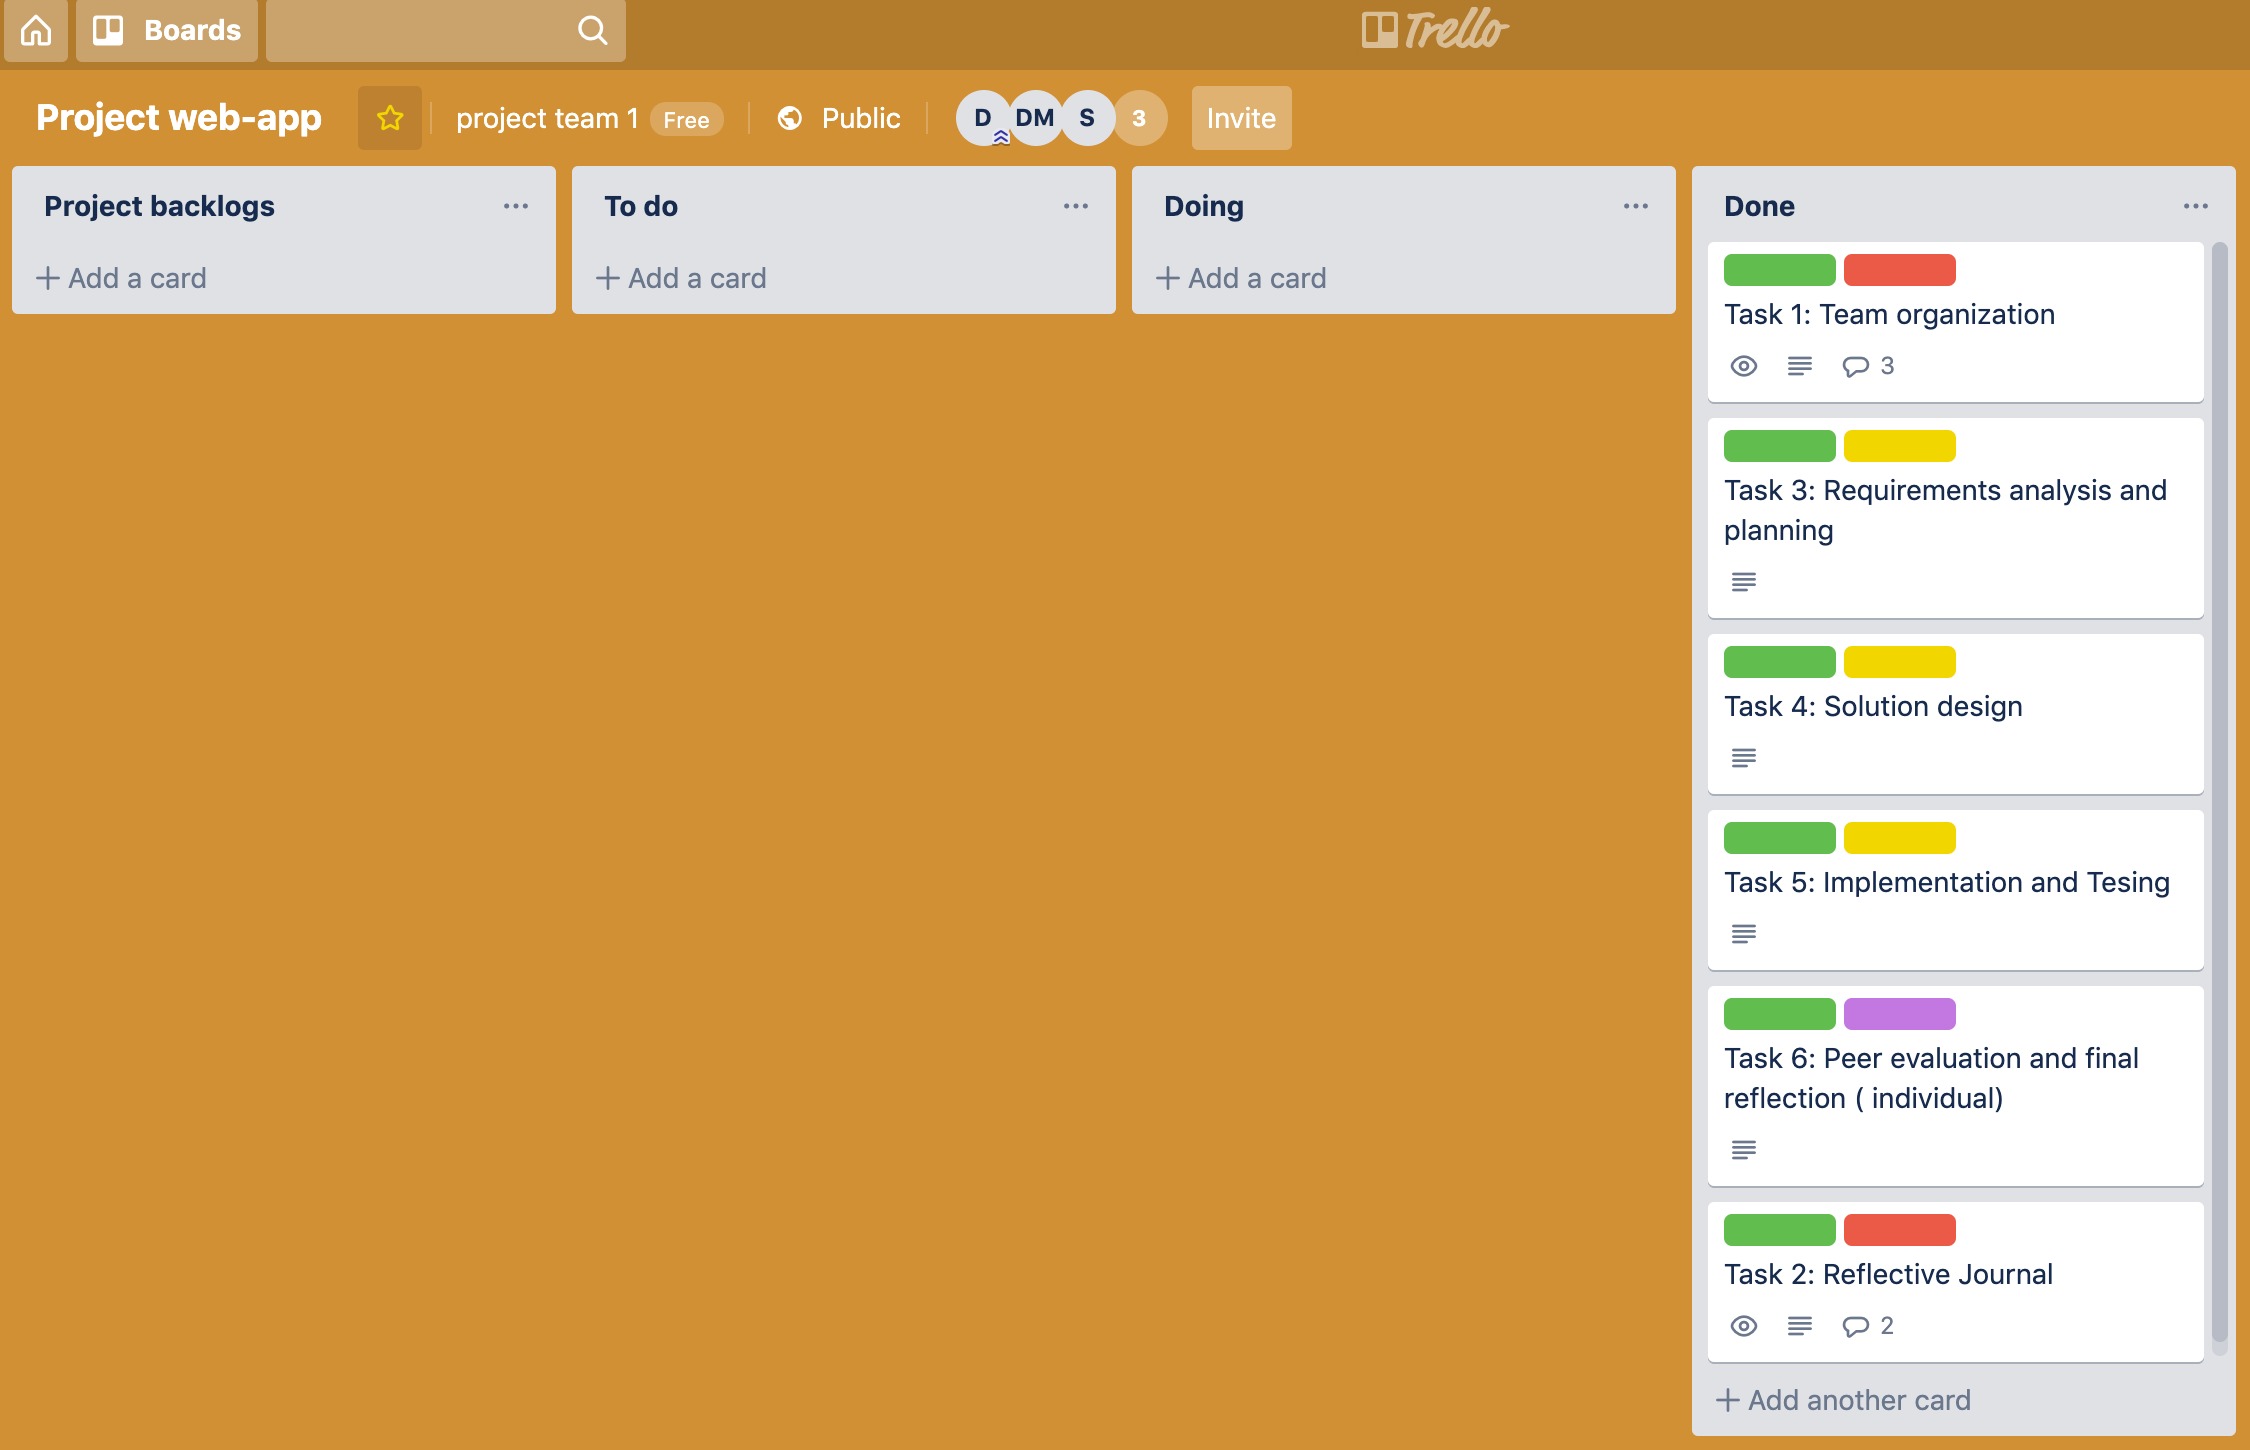 Boards
Trello
Project web-app
project team 1 Free
Public
D DM S 3
Invite
Project backlogs
Add a card
To do
Add a card
Doing
Add a card
Done
Task 1: Team organization
3
Task 3: Requirements analysis and
planning
Task 4: Solution design
Task 5: Implementation and Tesing
Task 6: Peer evaluation and final
reflection ( individual)
Task 2: Reflective Journal
2
Add another card